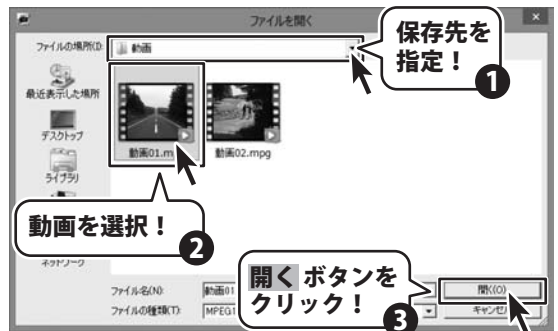 ファイルを開く
ファイルの場所(I):
動画
保存先を
指定！
1
最近表示した場所
デスクトップ
ライブラリ
動画01.m
動画02.mpg
動画を選択！
2
ネットワーク
開く ボタンを
クリック！
3
ファイル名(N):
動画01
開く(O)
ファイルの種類(T):
MPEG1
キャンセル